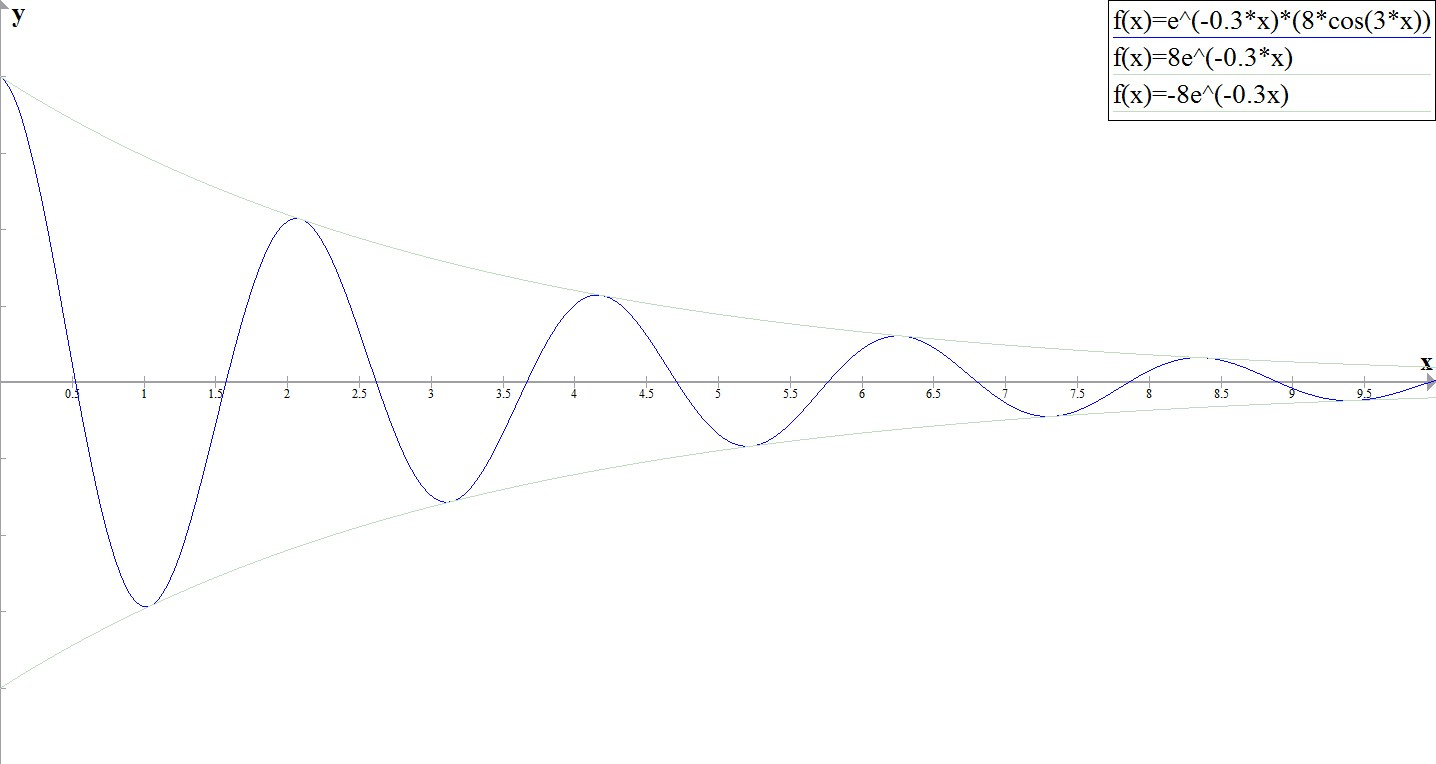 y
f(x)=e^(-0.3*x)*(8*cos(3*x))
f(x)=8e^(-0.3*x)
f(x)=-8e^(-0.3x)
x
0.5 1 1.5 2 2.5 3 3.5 4 4.5 5 5.5 6 6.5 7 7.5 8 8.5 9 9.5